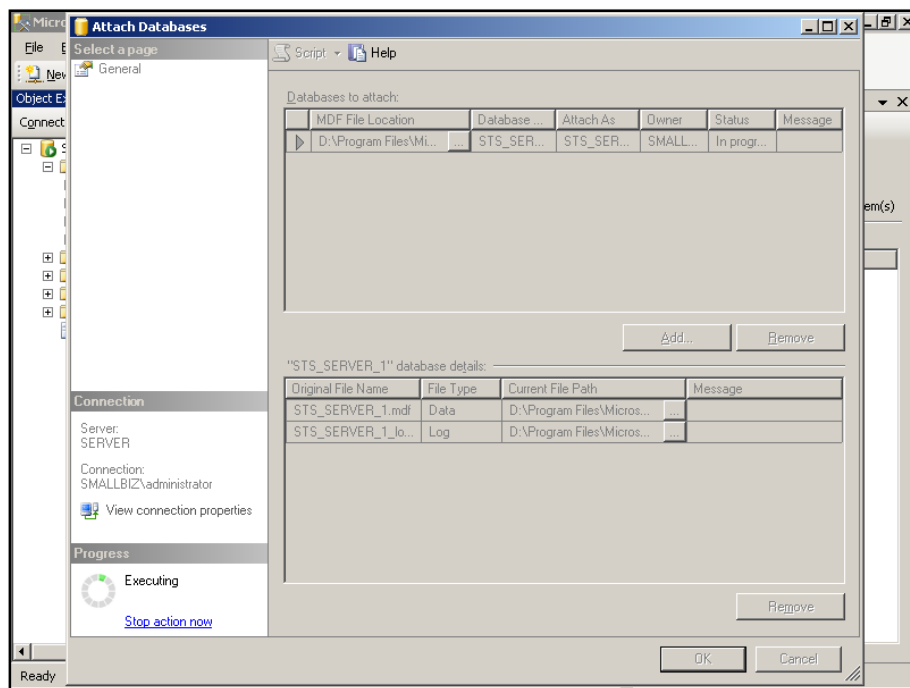 Micro
Attach Databases
File
Select a page
Script
Help
General
New
Object Ex
Databases to attach:
Connect
MDF File Location Database ... Attach As Owner Status Message
D:\Program Files\Mi... ... STS_SER... STS_SER... SMALL... In progr...
em(s)
Add... Remove
"STS_SERVER_1" database details:
Original File Name File Type Current File Path Message
Connection
STS_SERVER_1.mdf Data D:\Program Files\Micros... ...
Server:
STS_SERVER_1_lo... Log D:\Program Files\Micros... ...
SERVER
Connection:
SMALLBIZ\administrator
View connection properties
Progress
Executing
Remove
Stop action now
OK Cancel
Ready